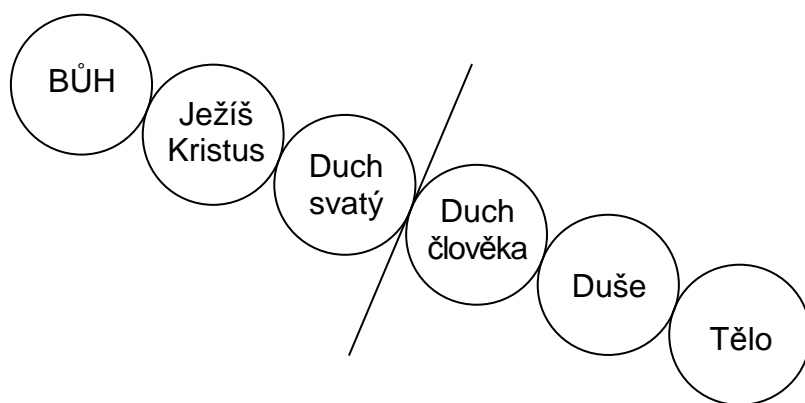 BŮH
Ježíš
Kristus
Duch
svatý
Duch
člověka
Duše
Tělo